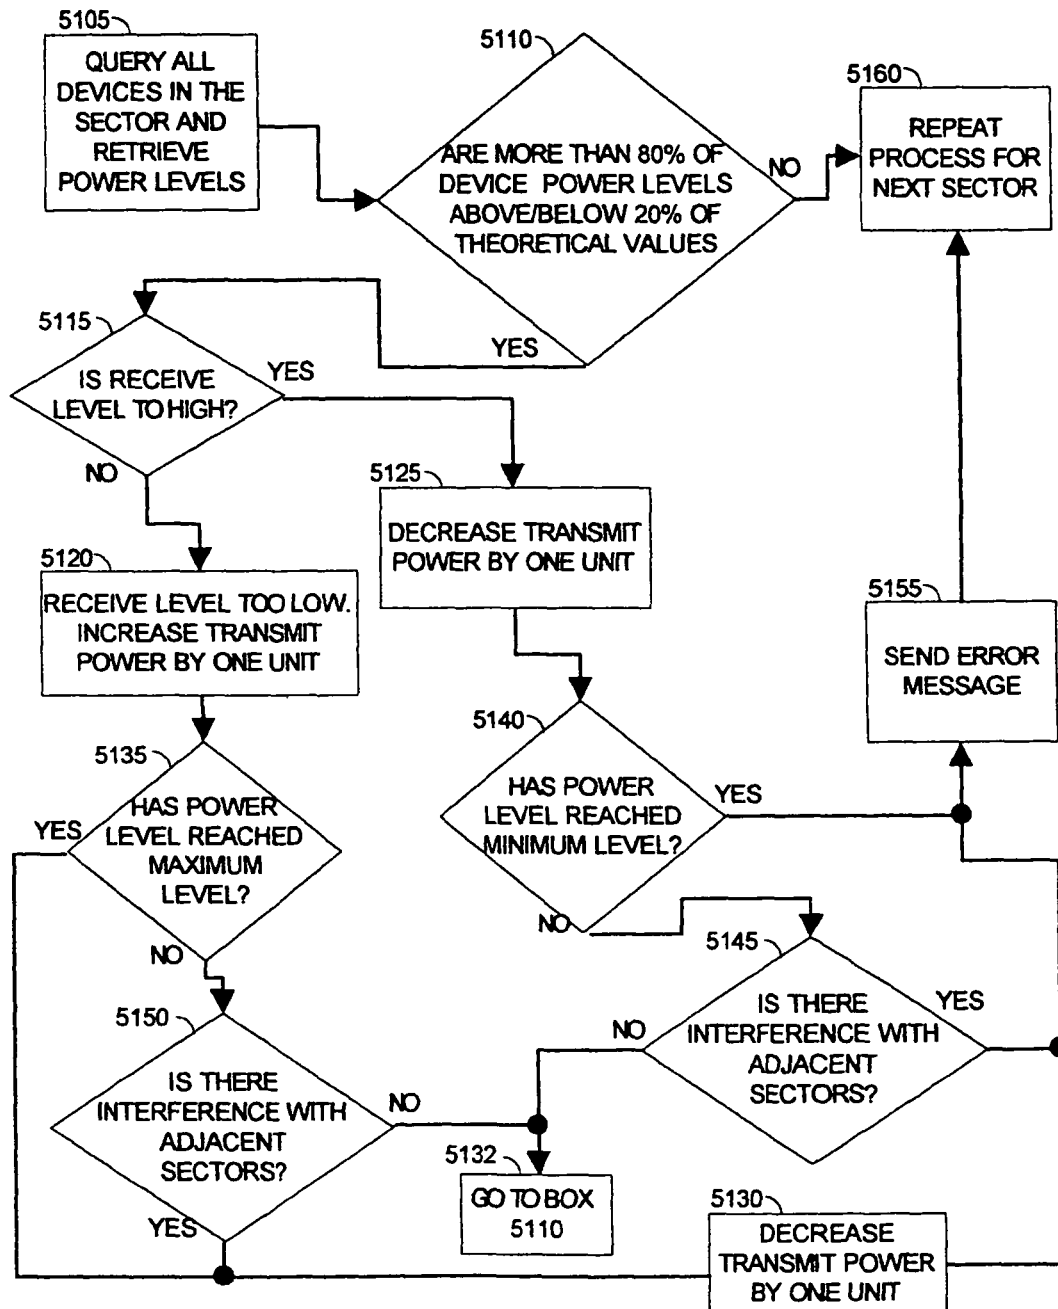 5105
QUERY ALL
DEVICES IN THE
SECTOR AND
RETRIEVE
POWER LEVELS
5110
ARE MORE THAN 80% OF
DEVICE POWER LEVELS
ABOVE/BELOW 20% OF
THEORETICAL VALUES
NO
YES
5160
REPEAT
PROCESS FOR
NEXT SECTOR
5115
IS RECEIVE
LEVEL TO HIGH?
YES
NO
5125
DECREASE TRANSMIT
POWER BY ONE UNIT
5120
RECEIVE LEVEL TOO LOW.
INCREASE TRANSMIT
POWER BY ONE UNIT
5155
SEND ERROR
MESSAGE
5140
HAS POWER
LEVEL REACHED
MINIMUM LEVEL?
YES
NO
5135
HAS POWER
LEVEL REACHED
MAXIMUM
LEVEL?
YES
NO
5145
IS THERE
INTERFERENCE WITH
ADJACENT
SECTORS?
YES
NO
5150
IS THERE
INTERFERENCE WITH
ADJACENT
SECTORS?
NO
YES
5132
GO TO BOX
5110
5130
DECREASE
TRANSMIT POWER
BY ONE UNIT